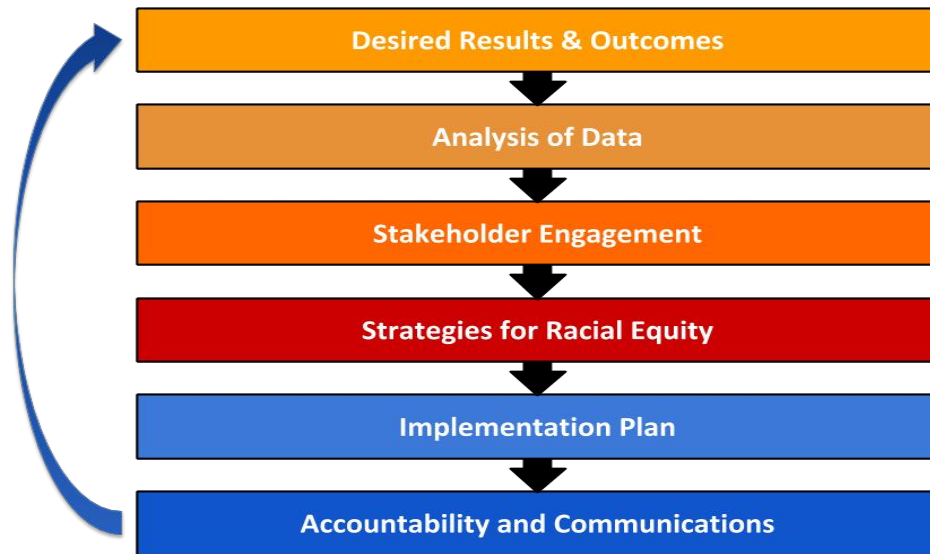 Desired Results & Outcomes
Analysis of Data
Stakeholder Engagement
Strategies for Racial Equity
Implementation Plan
Accountability and Communications